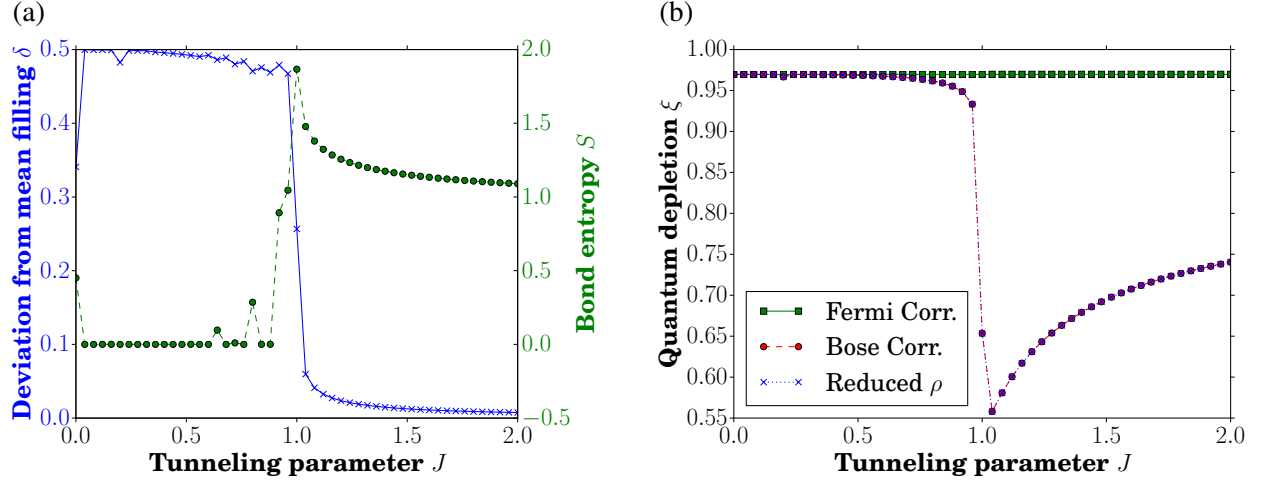 (a)
Deviation from mean filling δ
0.5
0.4
0.3
0.2
0.1
0.0
2.0
1.5
1.0
0.5
0.0
−0.5
Bond entropy S
0.0 0.5 1.0 1.5 2.0
Tunneling parameter J
(b)
Quantum depletion ξ
1.00
0.95
0.90
0.85
0.80
0.75
0.70
0.65
0.60
0.55
Fermi Corr.
Bose Corr.
Reduced ρ
0.0 0.5 1.0 1.5 2.0
Tunneling parameter J